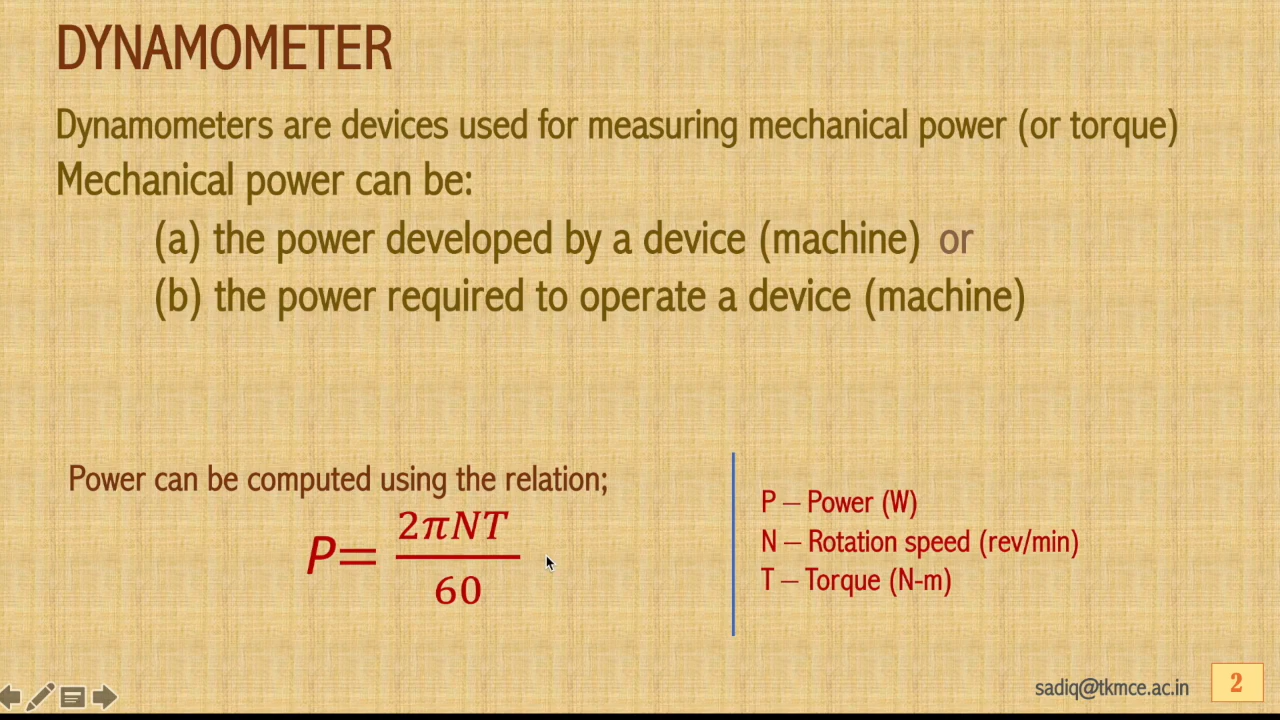 DYNAMOMETER
Dynamometers are devices used for measuring mechanical power (or torque)
Mechanical power can be:
(a) the power developed by a device (machine) or
(b) the power required to operate a device (machine)
Power can be computed using the relation;
P= 2πNT
60
P – Power (W)
N – Rotation speed (rev/min)
T – Torque (N-m)
sadiq@tkmce.ac.in
2